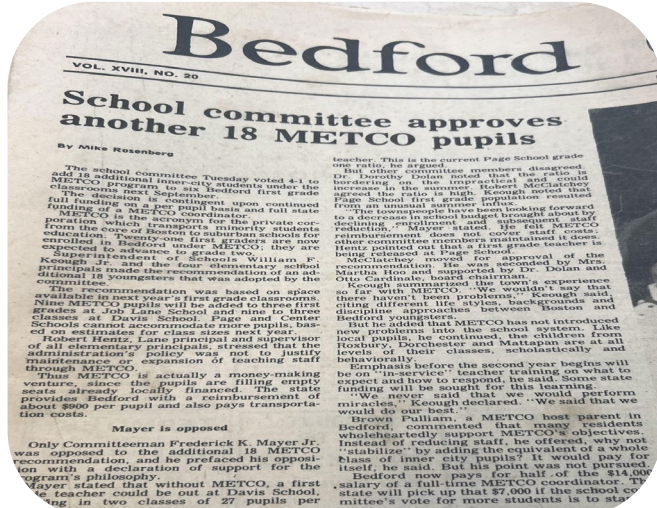 Bedford
VOL. XVIII, NO. 20
School committee approves
another 18 METCO pupils
By Mike Rosenberg
The school committee Tuesday voted 4-1 to
add 18 additional inner-city students under the
METCO program to six Bedford first grade
classrooms next September.
The decision is contingent upon continued
full funding on a per pupil basis and full state
funding of a METCO coordinator.
METCO is the acronym for the private cor-
poration which transports minority students
from the core of Boston to suburban schools for
education. Twenty-one first graders are now
enrolled in Bedford under METCO; they are
expected to advance to grade two.
Superintendent of Schools William F.
Keough Jr. and the four elementary school
principals made the recommendation of an ad-
ditional 18 youngsters that was adopted by the
committee.
The recommendation was based on space
available in next year's first grade classrooms.
Nine METCO pupils will be added to three first
grades at Job Lane School and nine to three
classes at Davis School. Page and Center
Schools cannot accommodate more pupils, bas-
ed on estimates for class sizes next year.
Robert Hentz, Lane principal and supervisor
of all elementary principals, stressed that the
administration's policy was not to justify
maintenance or expansion of teaching staff
through METCO.
Thus METCO is actually a money-making
venture, since the pupils are filling empty
seats already locally financed. The state
provides Bedford with a reimbursement of
about $900 per pupil and also pays transporta-
tion costs.
Mayer is opposed
Only Committeeman Frederick K. Mayer Jr.
was opposed to the additional 18 METCO
recommendation, and he prefaced his opposi-
tion with a declaration of support for the
program's philosophy.
Mayer stated that without METCO, a first
teacher could be out at Davis School,
in two classes of 27 pupils per
teacher. This is the current Page School grade
one ratio, he argued.
But other committee members disagreed.
Dr. Dorothy Dolan noted that the ratio is
bordering on the impossible and could
increase in the summer. Robert McClatchey
agreed the ratio is high. Keough noted that
Page School first grade population resulted
from an unusual summer influx.
"The townspeople have been looking forward
to a decrease in school budget brought about by
declining enrollment and subsequent staff
reduction," Mayer stated. He felt METCO
reimbursement does not cover staff costs;
other committee members maintained it does.
Hentz pointed out that a first grade teacher is
being released at Page School.
McClatchey moved for approval of the
recommendation. He was seconded by Mrs.
Martha Hoo and supported by Dr. Dolan and
Otto Cardinale, board chairman.
Keough summarized the town's experience
so far with METCO. "We wouldn't say that
there haven't been problems," Keough said,
citing different life styles, backgrounds and
discipline approaches between Boston and
Bedford youngsters.
But he added that METCO has not introduced
new problems into the school system. Like
local pupils, he continued, the children from
Roxbury, Dorchester and Mattapan are at all
levels of their classes, scholastically and
behaviorally.
Emphasis before the second year begins will
be on "in-service" teacher training on what to
expect and how to respond, he said. Some state
funding will be sought for this learning.
"We never said that we would perform
miracles," Keough declared. "We said that we
would do our best."
Brown Pulliam, a METCO host parent in
Bedford, commented that many residents
wholeheartedly support METCO's objectives.
Instead of reducing staff, he offered, why not
"stabilize" by adding the equivalent of a whole
class of inner city pupils? It would pay for
itself, he said. But his point was not pursued.
Bedford now pays for half of the $14,000
salary of a full-time METCO coordinator. The
state will pick up that $7,000 if the school com-
mittee's vote for more students is to